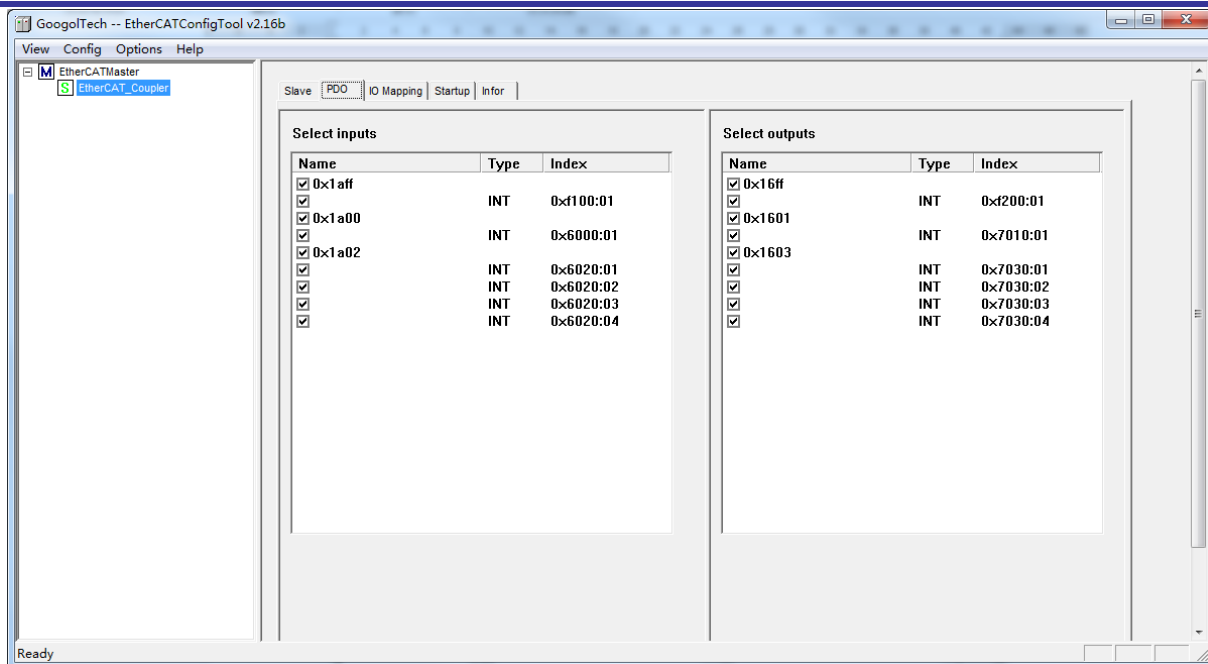 GoogolTech -- EtherCATConfigTool v2.16b
View Config Options Help
EtherCATMaster
EtherCAT_Coupler
Slave PDO IO Mapping Startup Infor
Select inputs
Name Type Index
0x1aff
INT 0xf100:01
0x1a00
INT 0x6000:01
0x1a02
INT 0x6020:01
INT 0x6020:02
INT 0x6020:03
INT 0x6020:04
Select outputs
Name Type Index
0x16ff
INT 0xf200:01
0x1601
INT 0x7010:01
0x1603
INT 0x7030:01
INT 0x7030:02
INT 0x7030:03
INT 0x7030:04
Ready